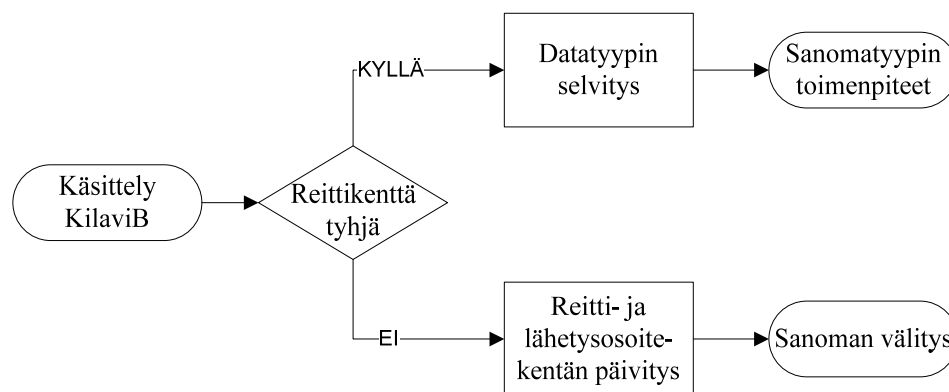 Käsittely
KilaviB
Reittikenttä
tyhjä
KYLLÄ
Datatyypin
selvitys
Sanomatyypin
toimenpiteet
EI
Reitti- ja
lähetysosoite-
kentän päivitys
Sanoman välitys